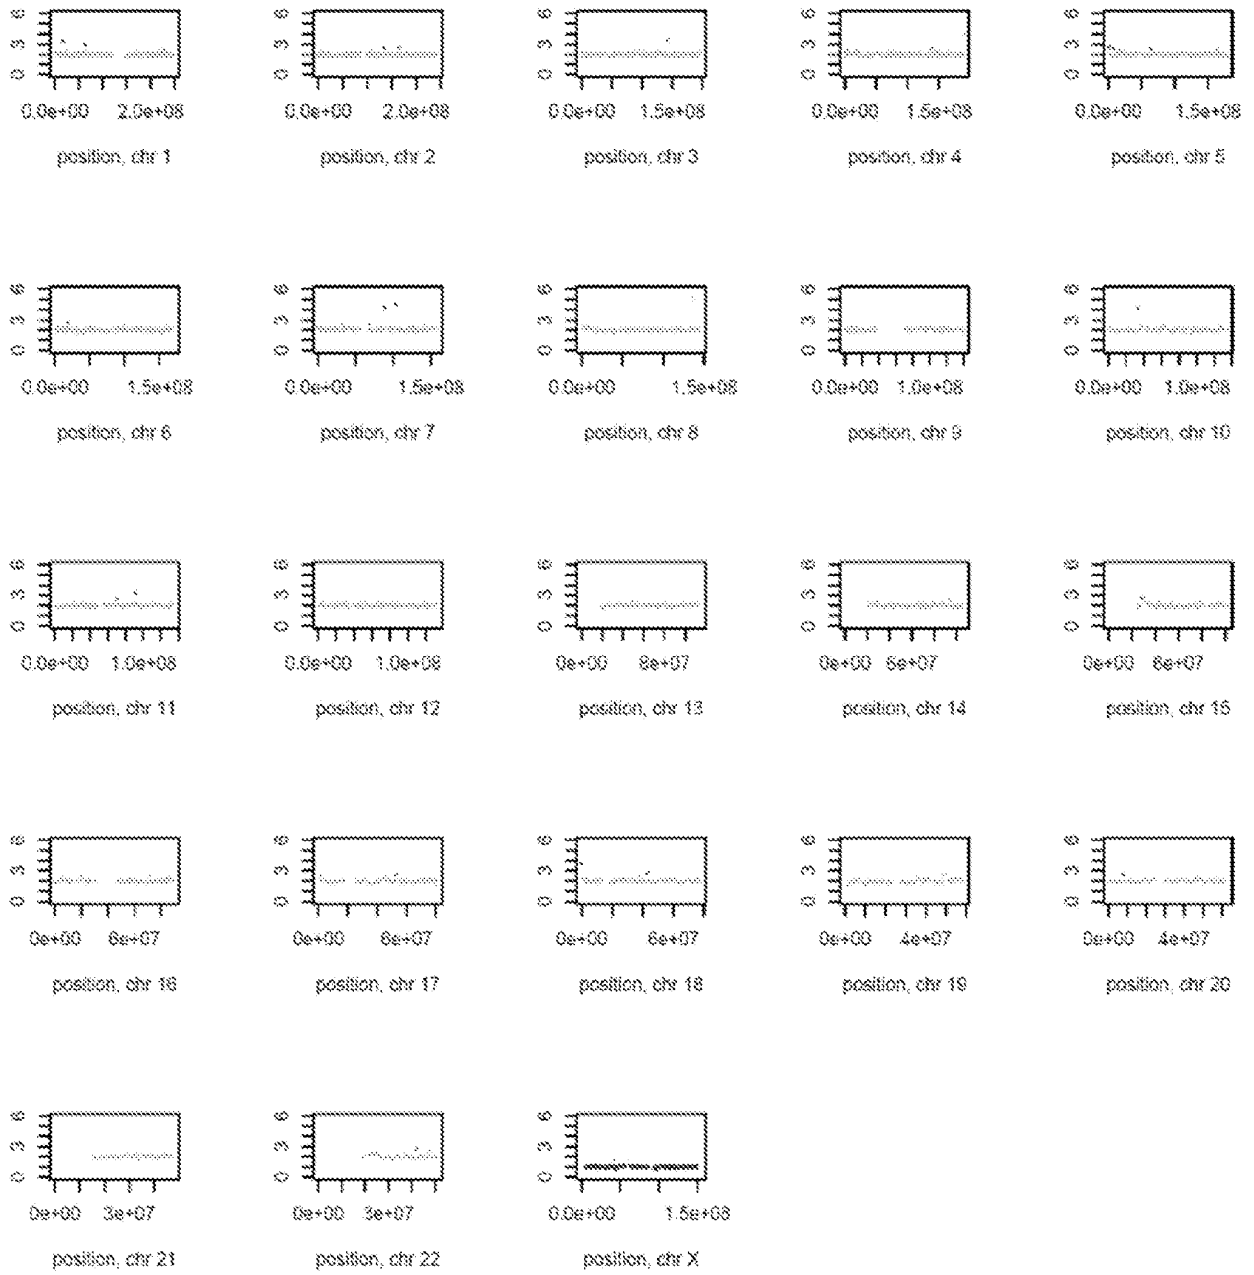 6 6 6 6 6
3 3 3 3 3
0 0 0 0 0
0.0e+00 2.0e+08 0.0e+00 2.0e+08 0.0e+00 1.5e+08 0.0e+00 1.5e+08 0.0e+00 1.5e+08
position, chr 1 position, chr 2 position, chr 3 position, chr 4 position, chr 5
6 6 6 6 6
3 3 3 3 3
0 0 0 0 0
0.0e+00 1.5e+08 0.0e+00 1.5e+08 0.0e+00 1.5e+08 0.0e+00 1.0e+08 0.0e+00 1.0e+08
position, chr 6 position, chr 7 position, chr 8 position, chr 9 position, chr 10
6 6 6 6 6
3 3 3 3 3
0 0 0 0 0
0.0e+00 1.0e+08 0.0e+00 1.0e+08 0e+00 8e+07 0e+00 6e+07 0e+00 6e+07
position, chr 11 position, chr 12 position, chr 13 position, chr 14 position, chr 15
6 6 6 6 6
3 3 3 3 3
0 0 0 0 0
0e+00 6e+07 0e+00 6e+07 0e+00 6e+07 0e+00 4e+07 0e+00 4e+07
position, chr 16 position, chr 17 position, chr 18 position, chr 19 position, chr 20
6 6 6
3 3 3
0 0 0
0e+00 3e+07 0e+00 3e+07 0.0e+00 1.5e+08
position, chr 21 position, chr 22 position, chr X